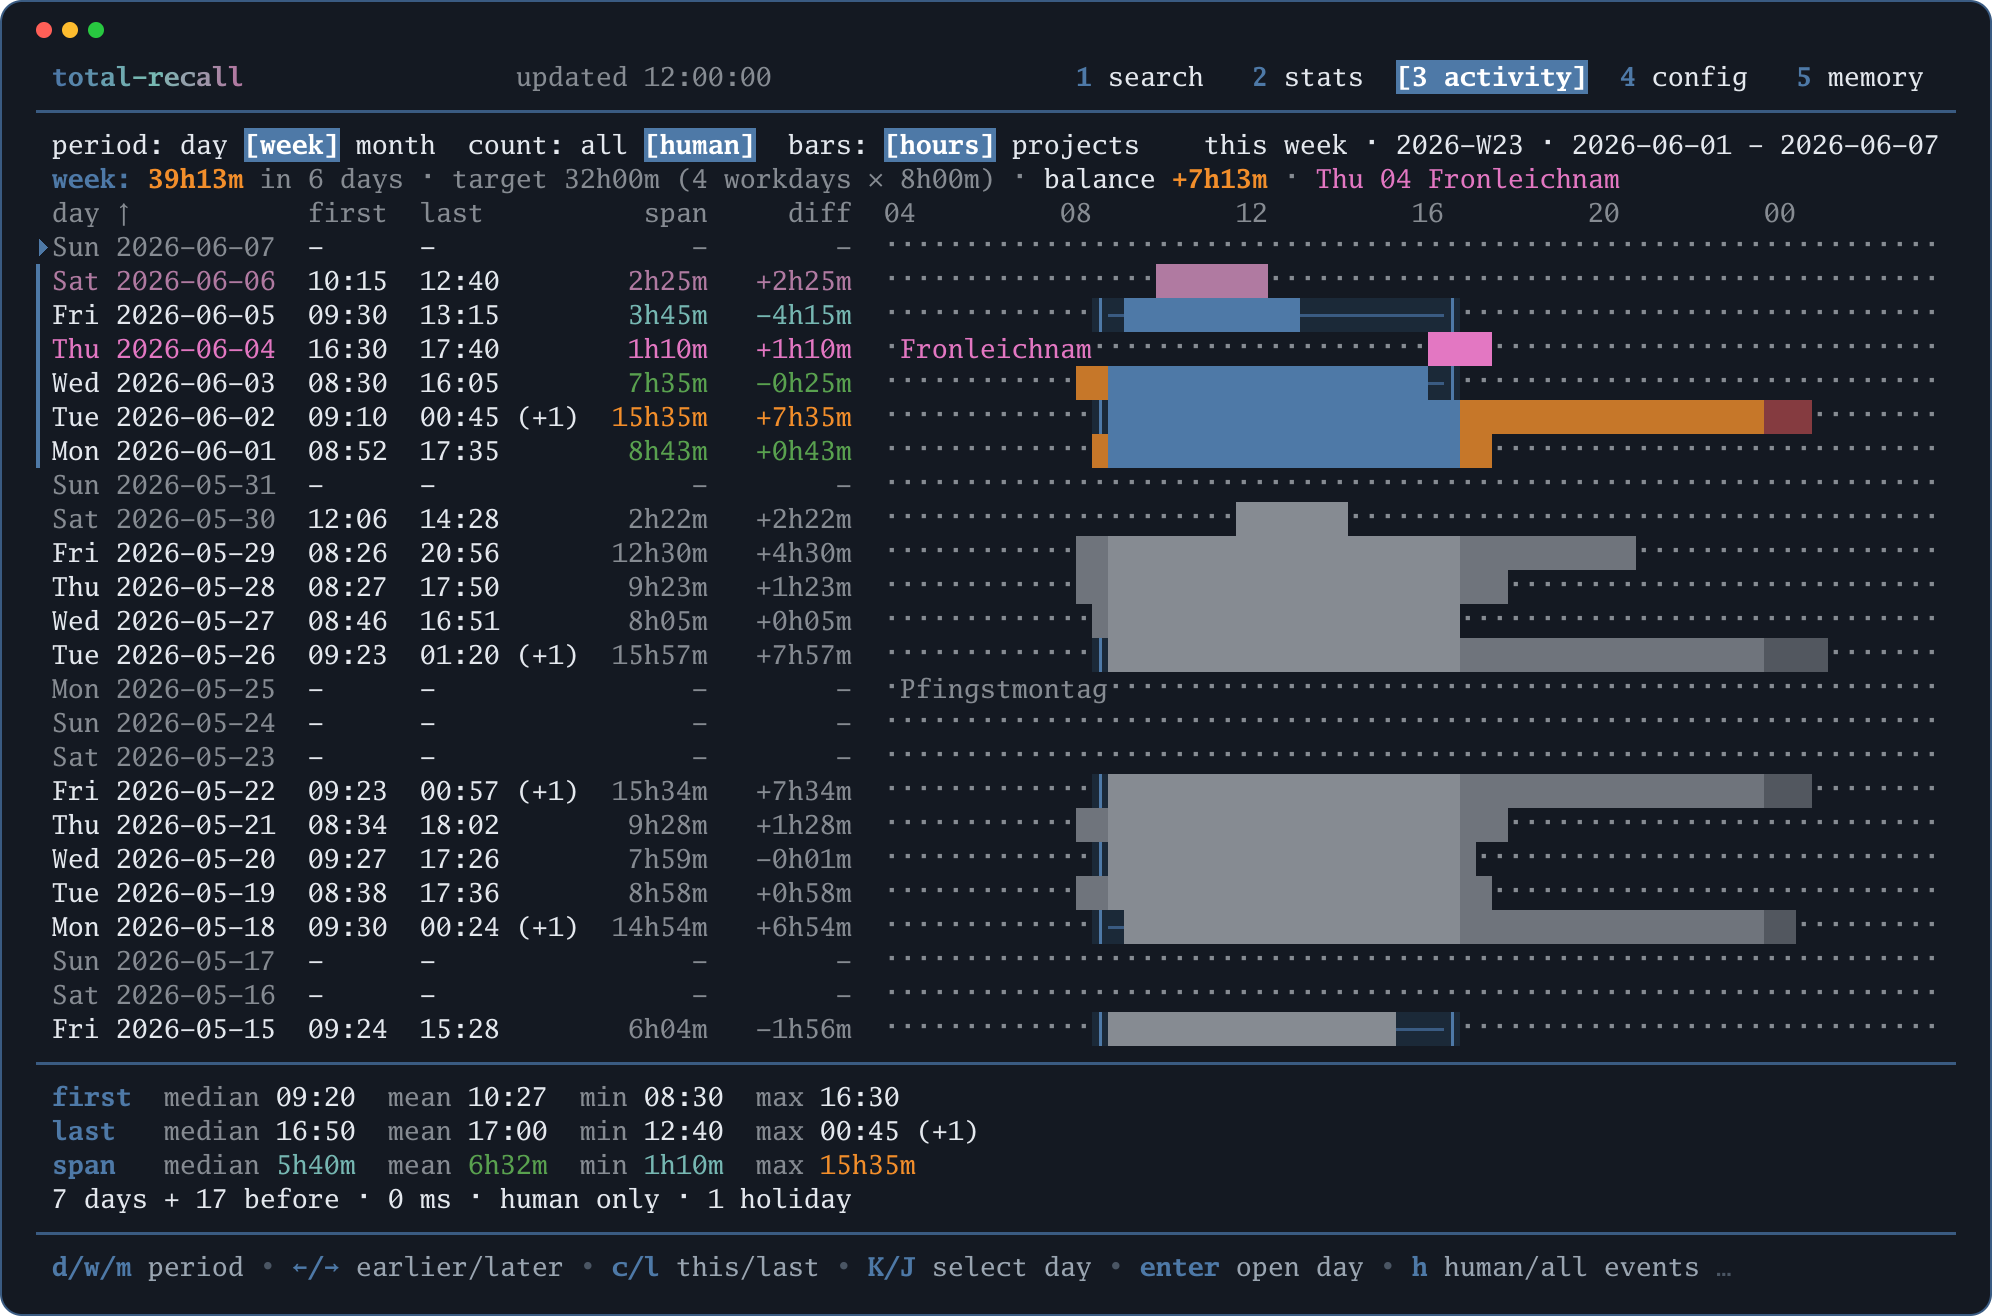 total-recall updated 12:00:00 1 search 2 stats [3 activity] 4 config 5 memory
period: day [week] month count: all [human] bars: [hours] projects this week · 2026-W23 · 2026-06-01 – 2026-06-07
week: 39h13m in 6 days · target 32h00m (4 workdays × 8h00m) · balance +7h13m · Thu 04 Fronleichnam
day ↑ first last span diff 04 08 12 16 20 00
Sun 2026-06-07 – – – –
Sat 2026-06-06 10:15 12:40 2h25m +2h25m
Fri 2026-06-05 09:30 13:15 3h45m −4h15m
Thu 2026-06-04 16:30 17:40 1h10m +1h10m Fronleichnam
Wed 2026-06-03 08:30 16:05 7h35m −0h25m
Tue 2026-06-02 09:10 00:45 (+1) 15h35m +7h35m
Mon 2026-06-01 08:52 17:35 8h43m +0h43m
Sun 2026-05-31 – – – –
Sat 2026-05-30 12:06 14:28 2h22m +2h22m
Fri 2026-05-29 08:26 20:56 12h30m +4h30m
Thu 2026-05-28 08:27 17:50 9h23m +1h23m
Wed 2026-05-27 08:46 16:51 8h05m +0h05m
Tue 2026-05-26 09:23 01:20 (+1) 15h57m +7h57m
Mon 2026-05-25 – – – – Pfingstmontag
Sun 2026-05-24 – – – –
Sat 2026-05-23 – – – –
Fri 2026-05-22 09:23 00:57 (+1) 15h34m +7h34m
Thu 2026-05-21 08:34 18:02 9h28m +1h28m
Wed 2026-05-20 09:27 17:26 7h59m −0h01m
Tue 2026-05-19 08:38 17:36 8h58m +0h58m
Mon 2026-05-18 09:30 00:24 (+1) 14h54m +6h54m
Sun 2026-05-17 – – – –
Sat 2026-05-16 – – – –
Fri 2026-05-15 09:24 15:28 6h04m −1h56m
first median 09:20 mean 10:27 min 08:30 max 16:30
last median 16:50 mean 17:00 min 12:40 max 00:45 (+1)
span median 5h40m mean 6h32m min 1h10m max 15h35m
7 days + 17 before · 0 ms · human only · 1 holiday
d/w/m period • ←/→ earlier/later • c/l this/last • K/J select day • enter open day • h human/all events …